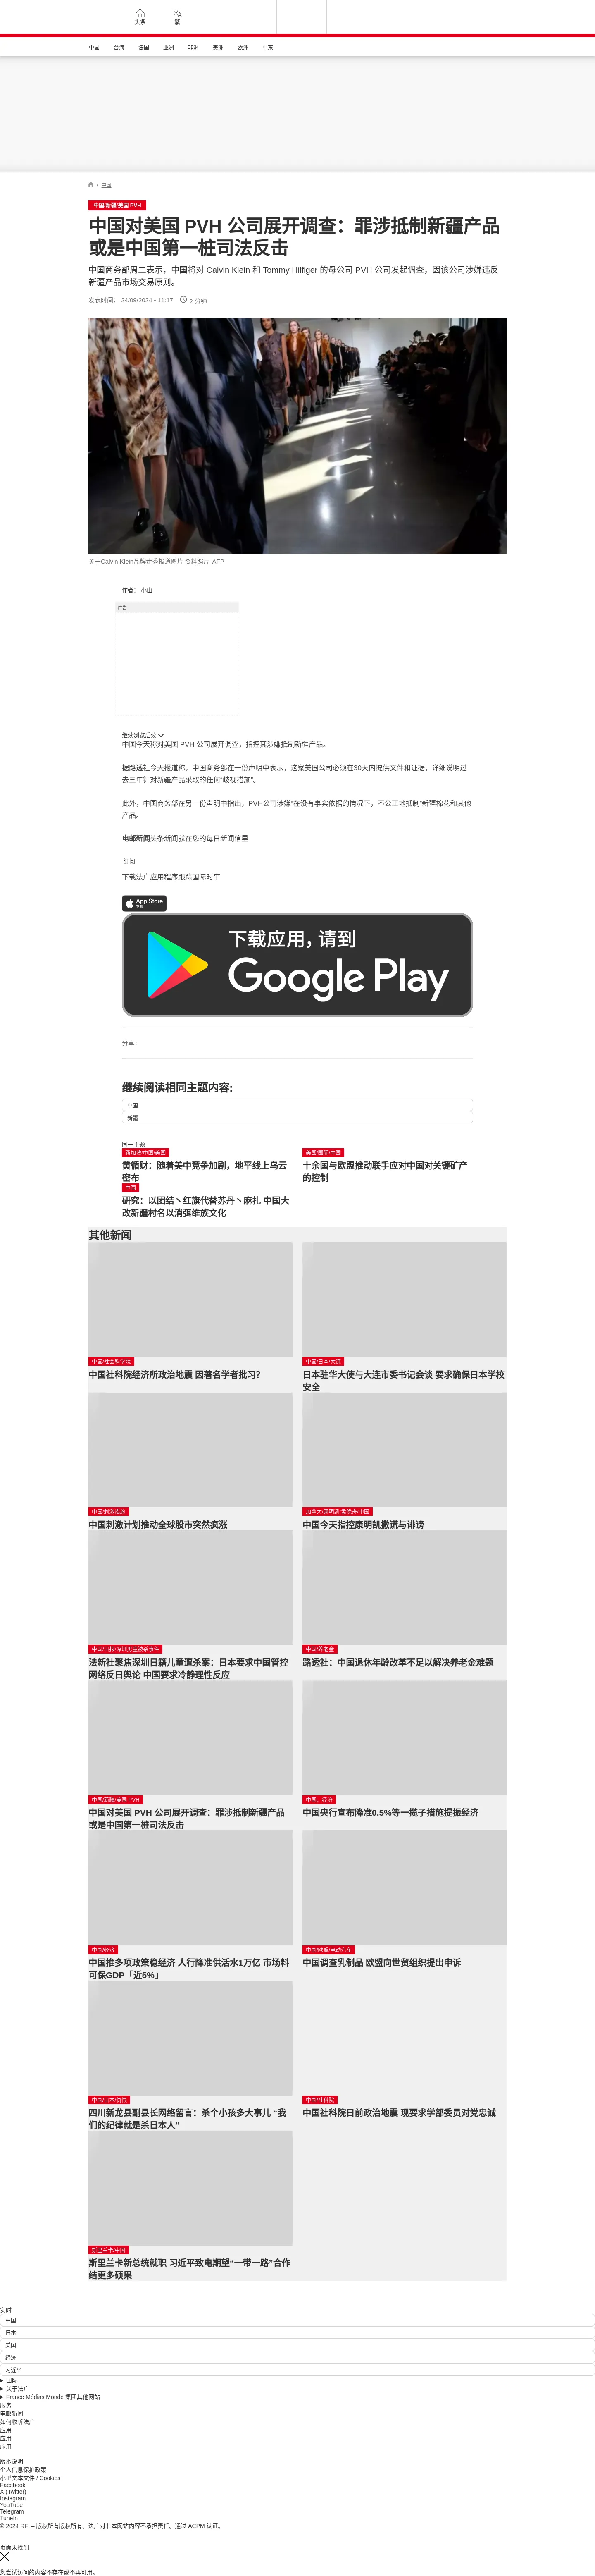 头条
繁
中国
台海
法国
亚洲
非洲
美洲
欧洲
中东
/ 中国
中国/新疆/美国 PVH
中国对美国 PVH 公司展开调查：罪涉抵制新疆产品
或是中国第一桩司法反击
中国商务部周二表示，中国将对 Calvin Klein 和 Tommy Hilfiger 的母公司 PVH 公司发起调查，因该公司涉嫌违反
新疆产品市场交易原则。
发表时间： 24/09/2024 - 11:17
2 分钟
关于Calvin Klein品牌走秀报道图片 资料照片 AFP
作者： 小山
广告
继续浏览后续
中国今天称对美国 PVH 公司展开调查，指控其涉嫌抵制新疆产品。
据路透社今天报道称，中国商务部在一份声明中表示，这家美国公司必须在30天内提供文件和证据，详细说明过
去三年针对新疆产品采取的任何“歧视措施”。
此外，中国商务部在另一份声明中指出，PVH公司涉嫌“在没有事实依据的情况下，不公正地抵制”新疆棉花和其他
产品。
电邮新闻头条新闻就在您的每日新闻信里
订阅
下载法广应用程序跟踪国际时事
App Store
下载
下载应用，请到
Google Play
分享 :
继续阅读相同主题内容:
中国
新疆
同一主题
新加坡/中国/美国
黄循财：随着美中竞争加剧，地平线上乌云
密布
美国/国际/中国
十余国与欧盟推动联手应对中国对关键矿产
的控制
中国
研究：以团结丶红旗代替苏丹丶麻扎 中国大
改新疆村名以消弭维族文化
其他新闻
中国/社会科学院
中国社科院经济所政治地震 因著名学者批习？
中国/日本/大连
日本驻华大使与大连市委书记会谈 要求确保日本学校
安全
中国/刺激措施
中国刺激计划推动全球股市突然疯涨
加拿大/康明凯/孟晚舟/中国
中国今天指控康明凯撒谎与诽谤
中国/日报/深圳男童被杀事件
法新社聚焦深圳日籍儿童遭杀案：日本要求中国管控
网络反日舆论 中国要求冷静理性反应
中国/养老金
路透社：中国退休年龄改革不足以解决养老金难题
中国/新疆/美国 PVH
中国对美国 PVH 公司展开调查：罪涉抵制新疆产品
或是中国第一桩司法反击
中国、经济
中国央行宣布降准0.5%等一揽子措施提振经济
中国/经济
中国推多项政策稳经济 人行降准供活水1万亿 市场料
可保GDP「近5%」
中国/欧盟/电动汽车
中国调查乳制品 欧盟向世贸组织提出申诉
中国/日本/仇恨
四川新龙县副县长网络留言：杀个小孩多大事儿 “我
们的纪律就是杀日本人”
中国/社科院
中国社科院日前政治地震 现要求学部委员对党忠诚
斯里兰卡/中国
斯里兰卡新总统就职 习近平致电期望“一带一路”合作
结更多硕果
实时
中国
日本
美国
经济
习近平
国际
关于法广
France Médias Monde 集团其他网站
服务
电邮新闻
如何收听法广
应用
应用
应用
版本说明
个人信息保护政策
小型文本文件 / Cookies
Facebook
X (Twitter)
Instagram
YouTube
Telegram
TuneIn
© 2024 RFI – 版权所有版权所有。法广对非本网站内容不承担责任。通过 ACPM 认证。
页面未找到
您尝试访问的内容不存在或不再可用。